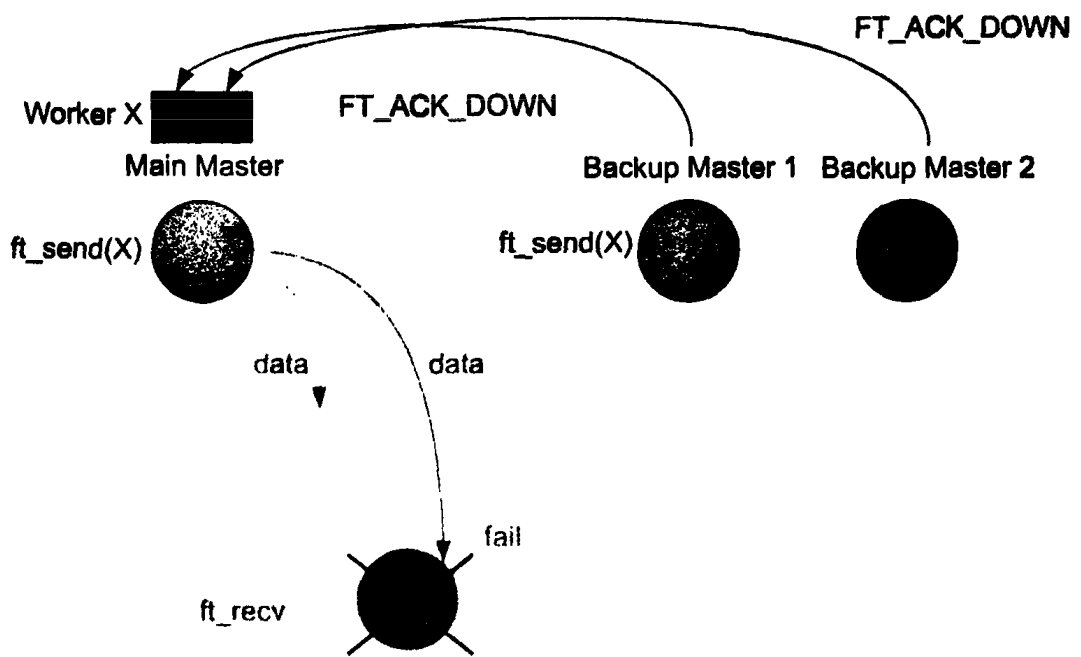 FT_ACK_DOWN
Worker X
FT_ACK_DOWN
Main Master
Backup Master 1
Backup Master 2
ft_send(X)
ft_send(X)
data
data
fail
ft_recv